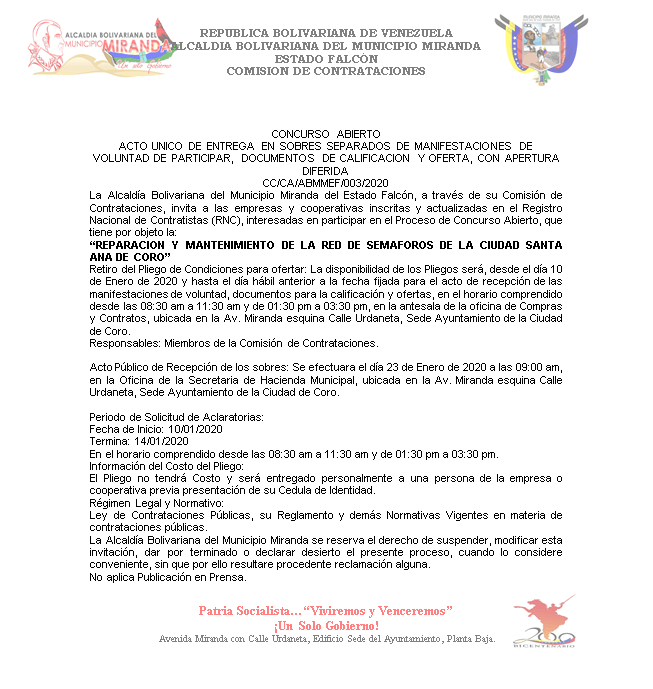 ALCALDIA BOLIVARIANA DEL
MUNICIPIO MIRANDA
Un solo Gobierno
REPUBLICA BOLIVARIANA DE VENEZUELA
ALCALDIA BOLIVARIANA DEL MUNICIPIO MIRANDA
ESTADO FALCÓN
COMISION DE CONTRATACIONES
CONCURSO ABIERTO
ACTO UNICO DE ENTREGA EN SOBRES SEPARADOS DE MANIFESTACIONES DE
VOLUNTAD DE PARTICIPAR, DOCUMENTOS DE CALIFICACION Y OFERTA, CON APERTURA
DIFERIDA
CC/CA/ABMMEF/003/2020
La Alcaldía Bolivariana del Municipio Miranda del Estado Falcón, a través de su Comisión de
Contrataciones, invita a las empresas y cooperativas inscritas y actualizadas en el Registro
Nacional de Contratistas (RNC), interesadas en participar en el Proceso de Concurso Abierto, que
tiene por objeto la:
“REPARACION Y MANTENIMIENTO DE LA RED DE SEMAFOROS DE LA CIUDAD SANTA
ANA DE CORO”
Retiro del Pliego de Condiciones para ofertar: La disponibilidad de los Pliegos será, desde el día 10
de Enero de 2020 y hasta el día hábil anterior a la fecha fijada para el acto de recepción de las
manifestaciones de voluntad, documentos para la calificación y ofertas, en el horario comprendido
desde las 08:30 am a 11:30 am y de 01:30 pm a 03:30 pm, en la antesala de la oficina de Compras
y Contratos, ubicada en la Av. Miranda esquina Calle Urdaneta, Sede Ayuntamiento de la Ciudad
de Coro.
Responsables: Miembros de la Comisión de Contrataciones.
Acto Público de Recepción de los sobres: Se efectuara el día 23 de Enero de 2020 a las 09:00 am,
en la Oficina de la Secretaria de Hacienda Municipal, ubicada en la Av. Miranda esquina Calle
Urdaneta, Sede Ayuntamiento de la Ciudad de Coro.
Periodo de Solicitud de Aclaratorias:
Fecha de Inicio: 10/01/2020
Termina: 14/01/2020
En el horario comprendido desde las 08:30 am a 11:30 am y de 01:30 pm a 03:30 pm.
Información del Costo del Pliego:
El Pliego no tendrá Costo y será entregado personalmente a una persona de la empresa o
cooperativa previa presentación de su Cedula de Identidad.
Régimen Legal y Normativo:
Ley de Contrataciones Públicas, su Reglamento y demás Normativas Vigentes en materia de
contrataciones públicas.
La Alcaldía Bolivariana del Municipio Miranda se reserva el derecho de suspender, modificar esta
invitación, dar por terminado o declarar desierto el presente proceso, cuando lo considere
conveniente, sin que por ello resultare procedente reclamación alguna.
No aplica Publicación en Prensa.
Patria Socialista…“Viviremos y Venceremos”
¡Un Solo Gobierno!
Avenida Miranda con Calle Urdaneta, Edificio Sede del Ayuntamiento, Planta Baja.
200
BICENTENARIO